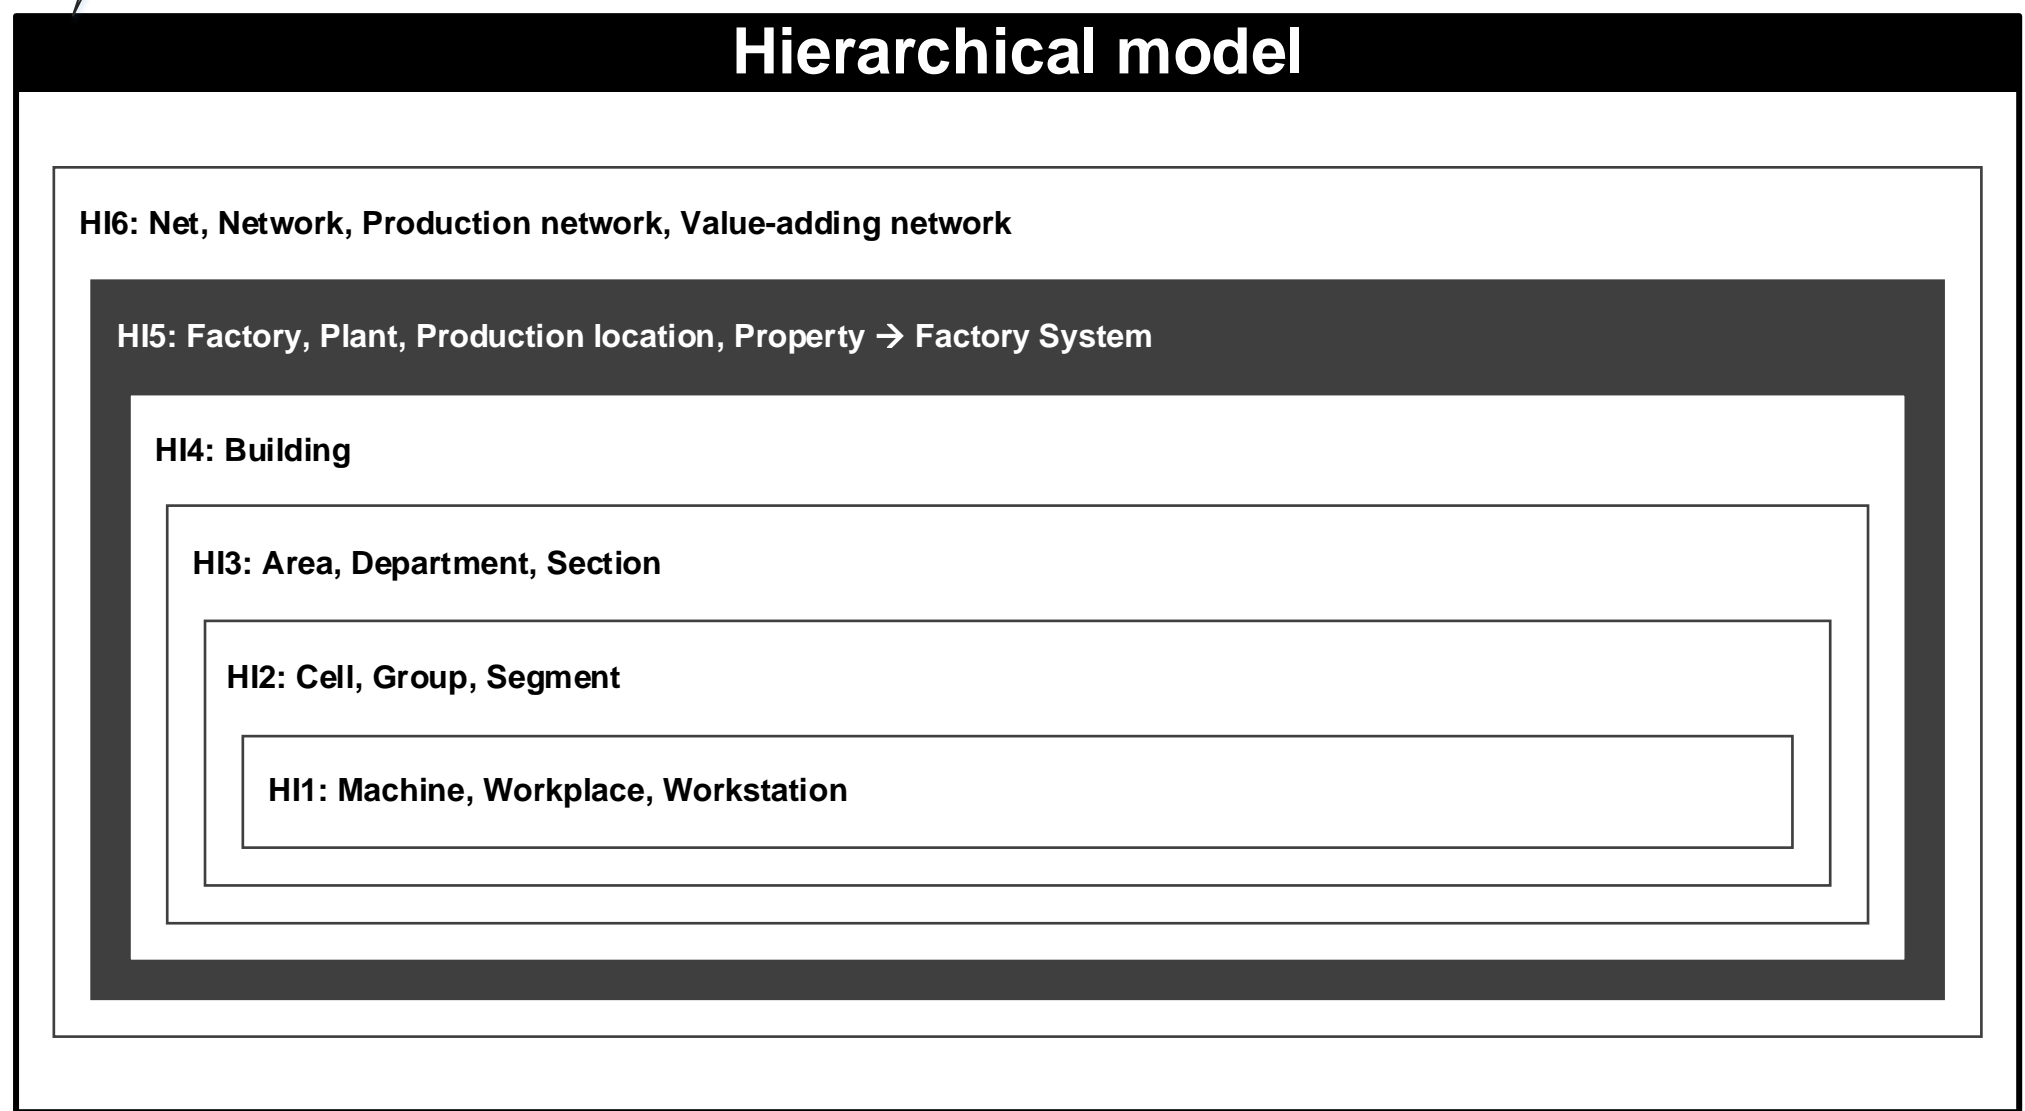 Hierarchical model
HI6: Net, Network, Production network, Value-adding network
HI5: Factory, Plant, Production location, Property → Factory System
HI4: Building
HI3: Area, Department, Section
HI2: Cell, Group, Segment
HI1: Machine, Workplace, Workstation